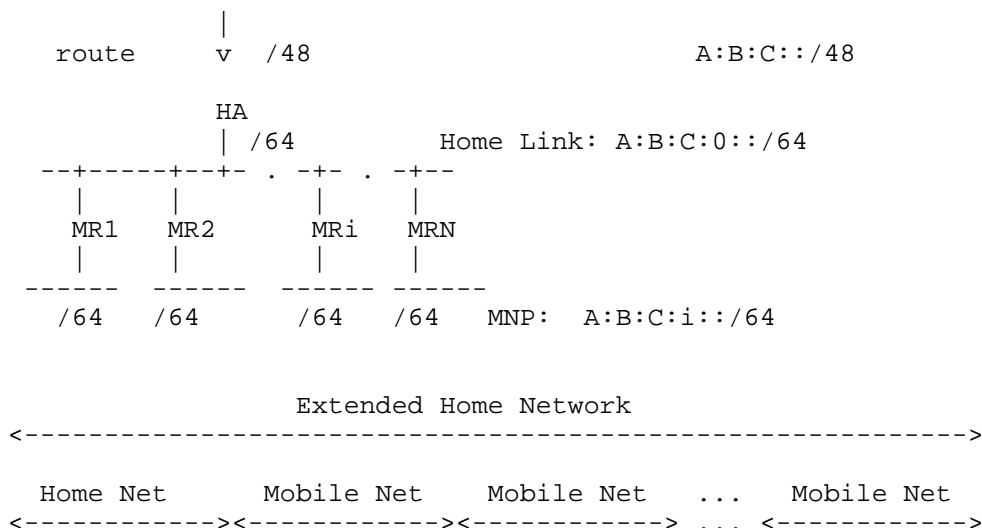 route v /48 A:B:C::/48
HA
| /64 Home Link: A:B:C:0::/64
--+-----+--+- . -+- . -+--
| | | |
MR1 MR2 MRi MRN
| | | |
------ ------ ------ ------
/64 /64 /64 /64 MNP: A:B:C:i::/64
Extended Home Network
<----------------------------------------------------------->
Home Net Mobile Net Mobile Net ... Mobile Net
<------------><-------------><-------------> ... <------------>